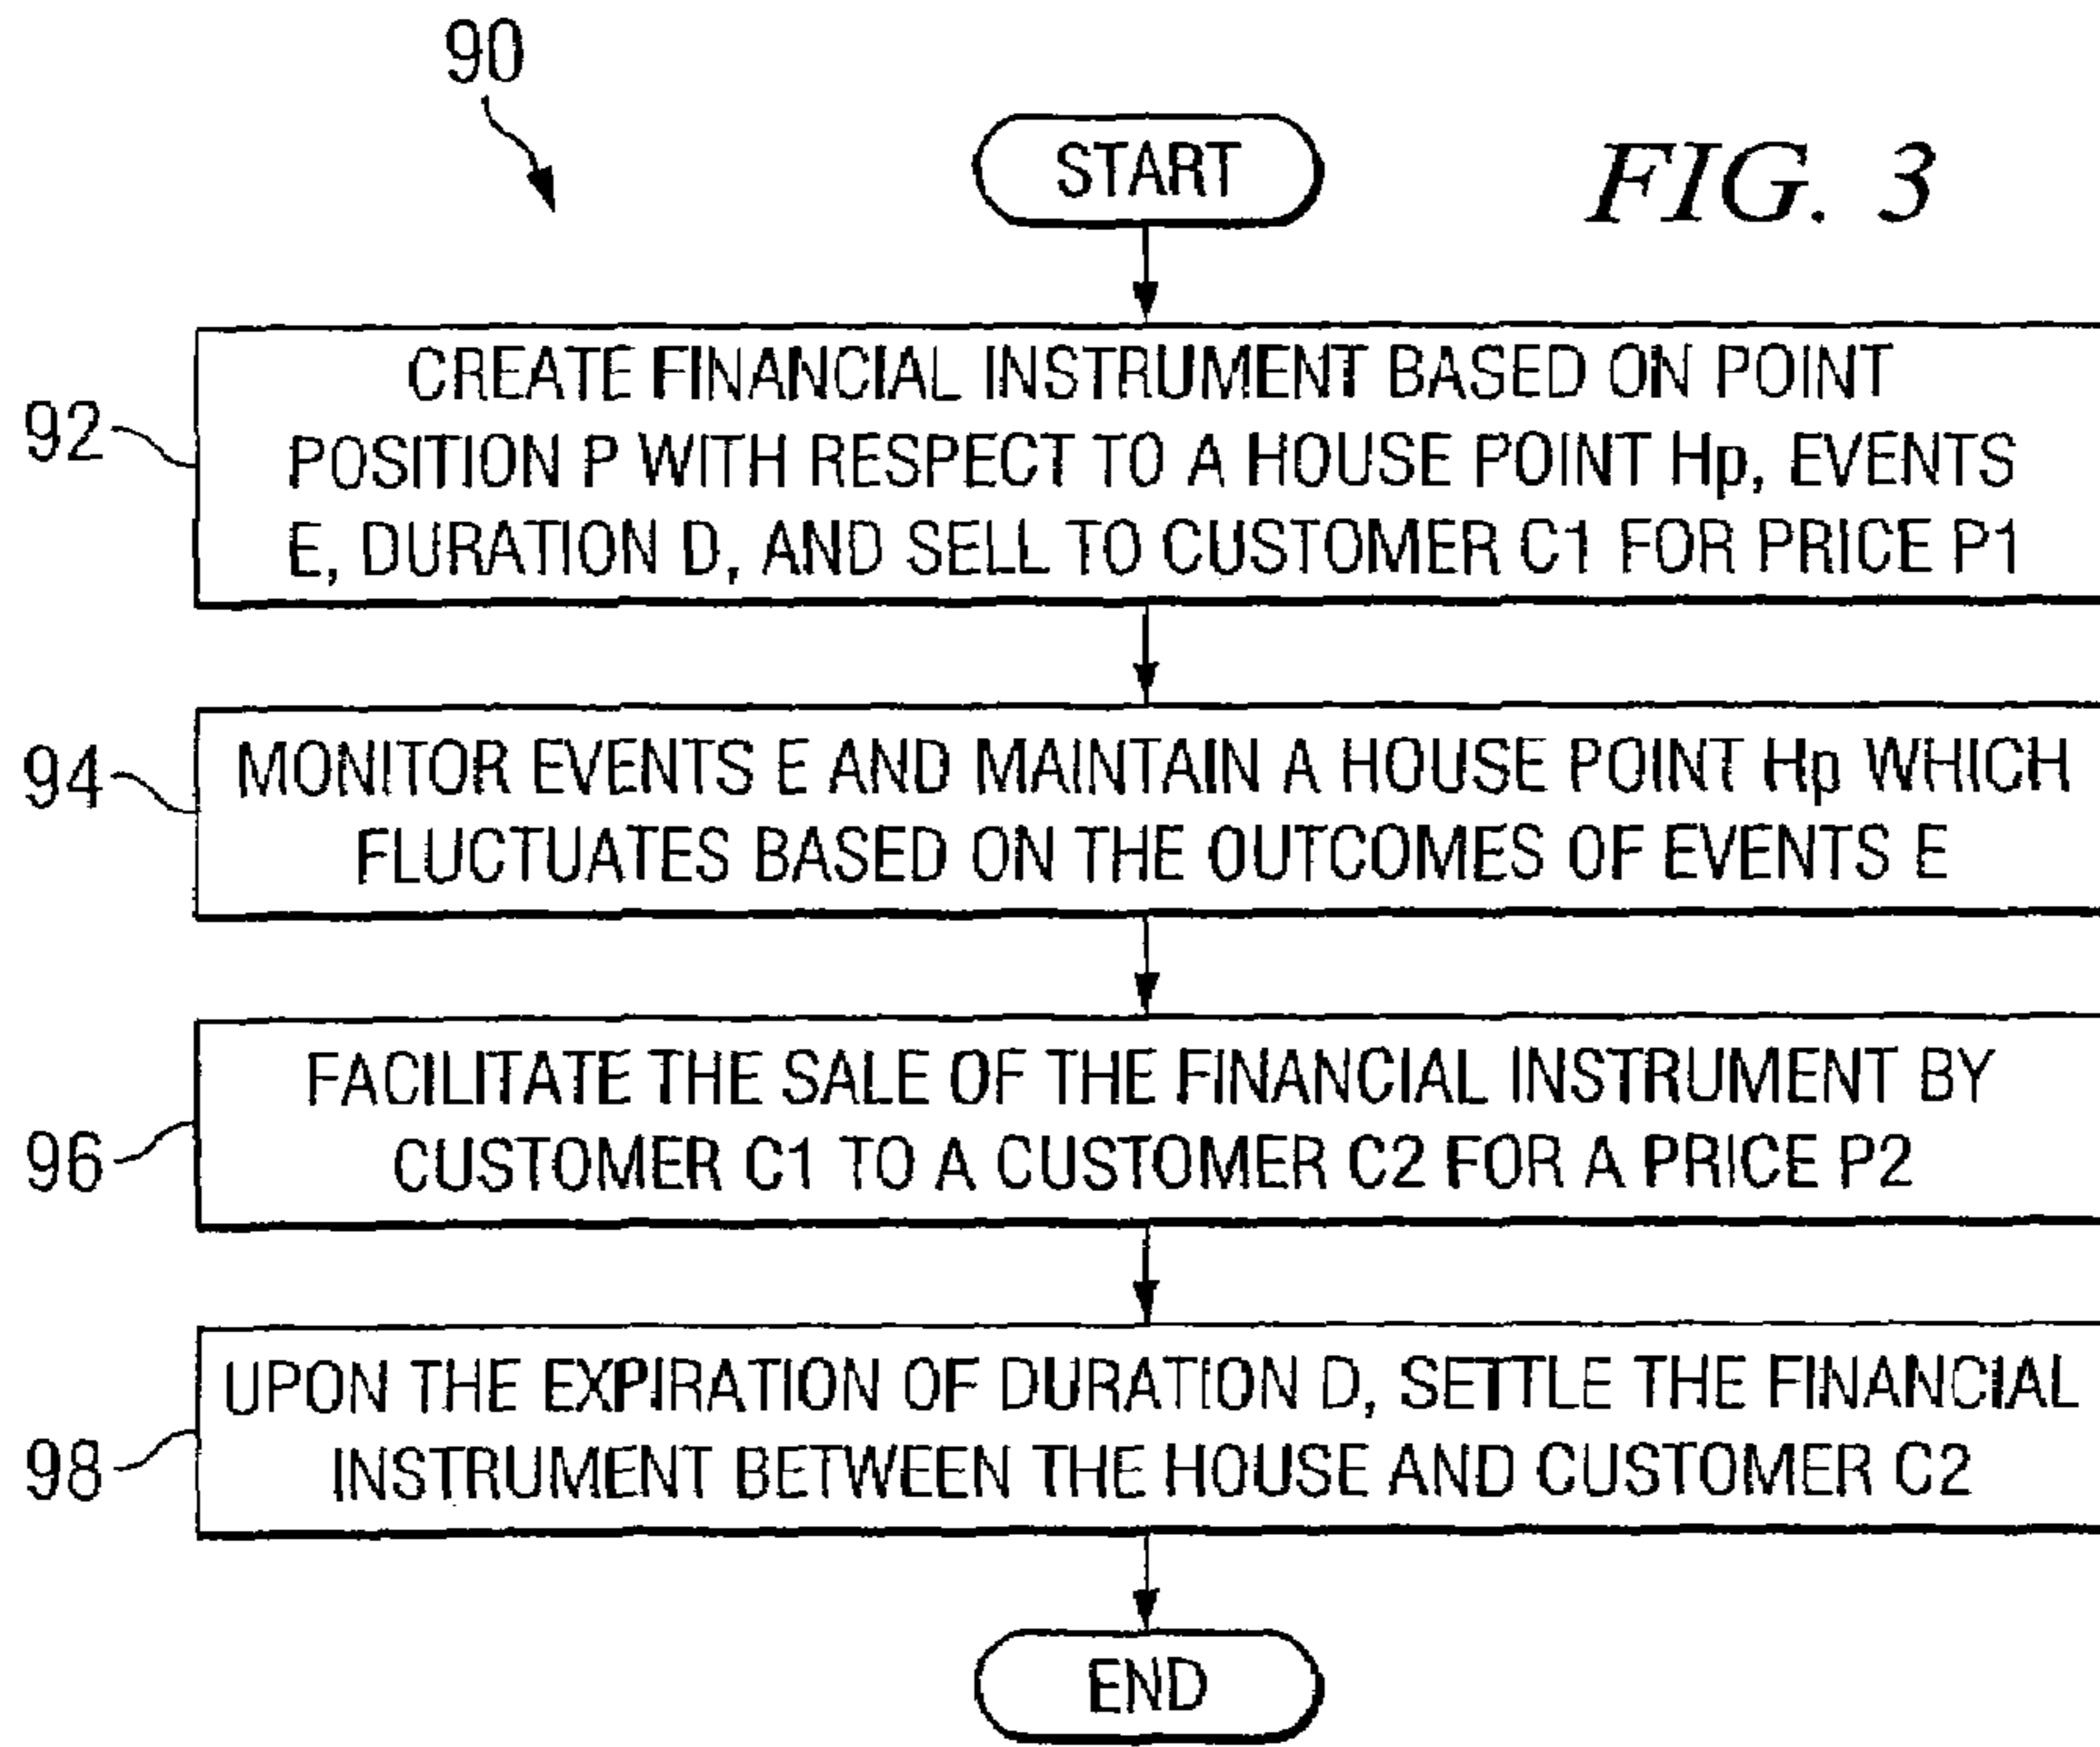 90
START
FIG. 3
92
CREATE FINANCIAL INSTRUMENT BASED ON POINT
POSITION P WITH RESPECT TO A HOUSE POINT Hp, EVENTS
E, DURATION D, AND SELL TO CUSTOMER C1 FOR PRICE P1
94
MONITOR EVENTS E AND MAINTAIN A HOUSE POINT Hp WHICH
FLUCTUATES BASED ON THE OUTCOMES OF EVENTS E
96
FACILITATE THE SALE OF THE FINANCIAL INSTRUMENT BY
CUSTOMER C1 TO A CUSTOMER C2 FOR A PRICE P2
98
UPON THE EXPIRATION OF DURATION D, SETTLE THE FINANCIAL
INSTRUMENT BETWEEN THE HOUSE AND CUSTOMER C2
END